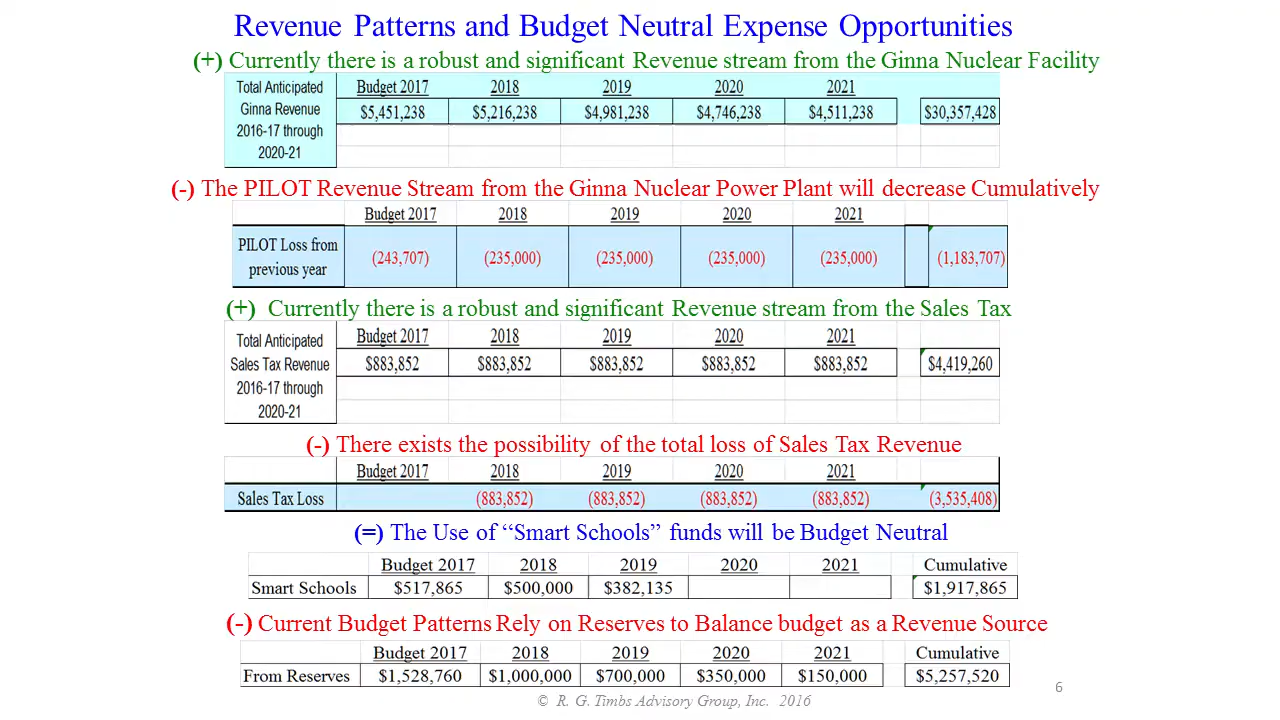 Revenue Patterns and Budget Neutral Expense Opportunities
(+) Currently there is a robust and significant Revenue stream from the Ginna Nuclear Facility
Total Anticipated Ginna Revenue 2016-17 through 2020-21
Budget 2017 2018 2019 2020 2021
$5,451,238 $5,216,238 $4,981,238 $4,746,238 $4,511,238 $30,357,428
(-) The PILOT Revenue Stream from the Ginna Nuclear Power Plant will decrease Cumulatively
Budget 2017 2018 2019 2020 2021
PILOT Loss from previous year (243,707) (235,000) (235,000) (235,000) (235,000) (1,183,707)
(+) Currently there is a robust and significant Revenue stream from the Sales Tax
Total Anticipated Sales Tax Revenue 2016-17 through 2020-21
Budget 2017 2018 2019 2020 2021
$883,852 $883,852 $883,852 $883,852 $883,852 $4,419,260
(-) There exists the possibility of the total loss of Sales Tax Revenue
Budget 2017 2018 2019 2020 2021
Sales Tax Loss (883,852) (883,852) (883,852) (883,852) (3,535,408)
(=) The Use of “Smart Schools” funds will be Budget Neutral
Budget 2017 2018 2019 2020 2021 Cumulative
Smart Schools $517,865 $500,000 $382,135 $1,917,865
(-) Current Budget Patterns Rely on Reserves to Balance budget as a Revenue Source
Budget 2017 2018 2019 2020 2021 Cumulative
From Reserves $1,528,760 $1,000,000 $700,000 $350,000 $150,000 $5,257,520
© R. G. Timbs Advisory Group, Inc. 2016
6